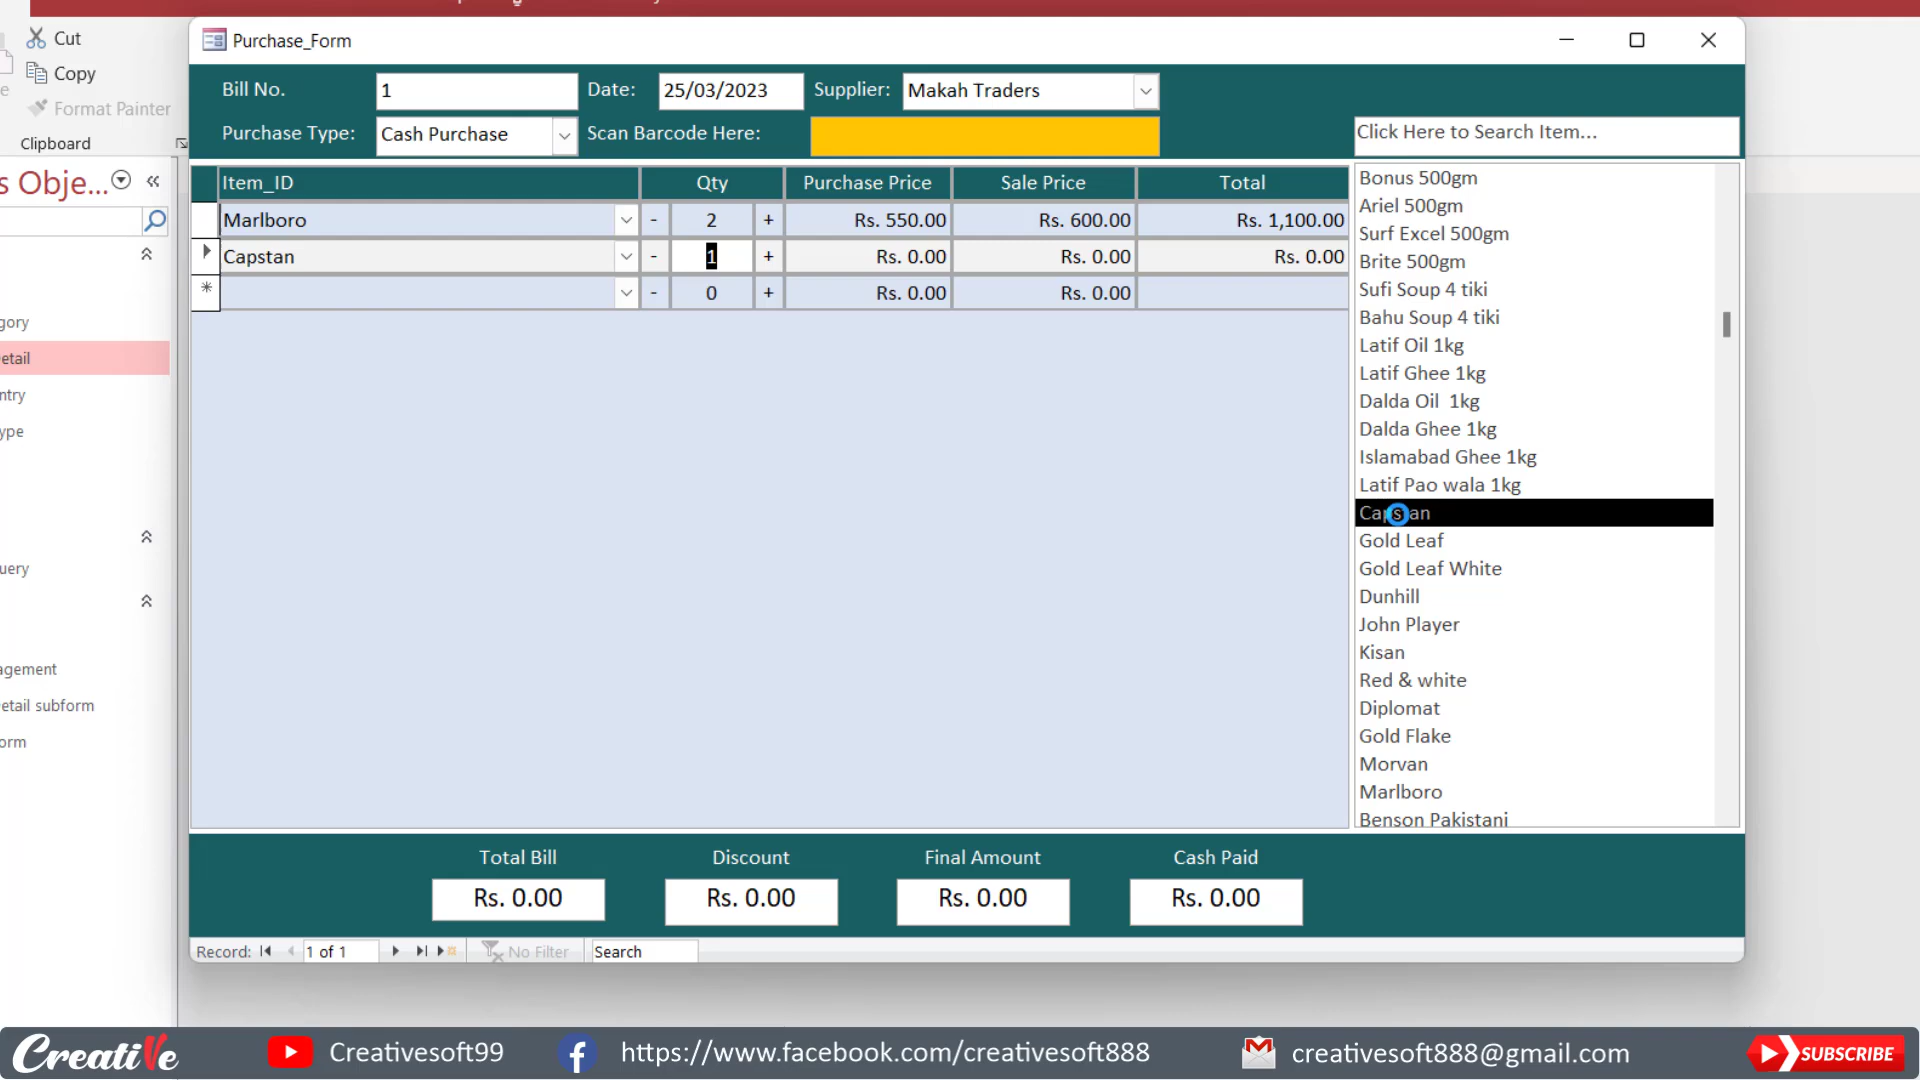 Cut
Copy
Format Painter
Clipboard
s Obje...
gory
etail
ntry
ype
uery
agement
etail subform
orm
Purchase_Form
Bill No. 1 Date: 25/03/2023 Supplier: Makah Traders
Purchase Type: Cash Purchase Scan Barcode Here:
Click Here to Search Item...
Item_ID Qty Purchase Price Sale Price Total
Marlboro - 2 + Rs. 550.00 Rs. 600.00 Rs. 1,100.00
Capstan - 1 + Rs. 0.00 Rs. 0.00 Rs. 0.00
* - 0 + Rs. 0.00 Rs. 0.00
Bonus 500gm
Ariel 500gm
Surf Excel 500gm
Brite 500gm
Sufi Soup 4 tiki
Bahu Soup 4 tiki
Latif Oil 1kg
Latif Ghee 1kg
Dalda Oil  1kg
Dalda Ghee 1kg
Islamabad Ghee 1kg
Latif Pao wala 1kg
Capstan
Gold Leaf
Gold Leaf White
Dunhill
John Player
Kisan
Red & white
Diplomat
Gold Flake
Morvan
Marlboro
Benson Pakistani
Total Bill Discount Final Amount Cash Paid
Rs. 0.00 Rs. 0.00 Rs. 0.00 Rs. 0.00
Record: 1 of 1 No Filter Search
CreatiVe Creativesoft99 https://www.facebook.com/creativesoft888 creativesoft888@gmail.com SUBSCRIBE